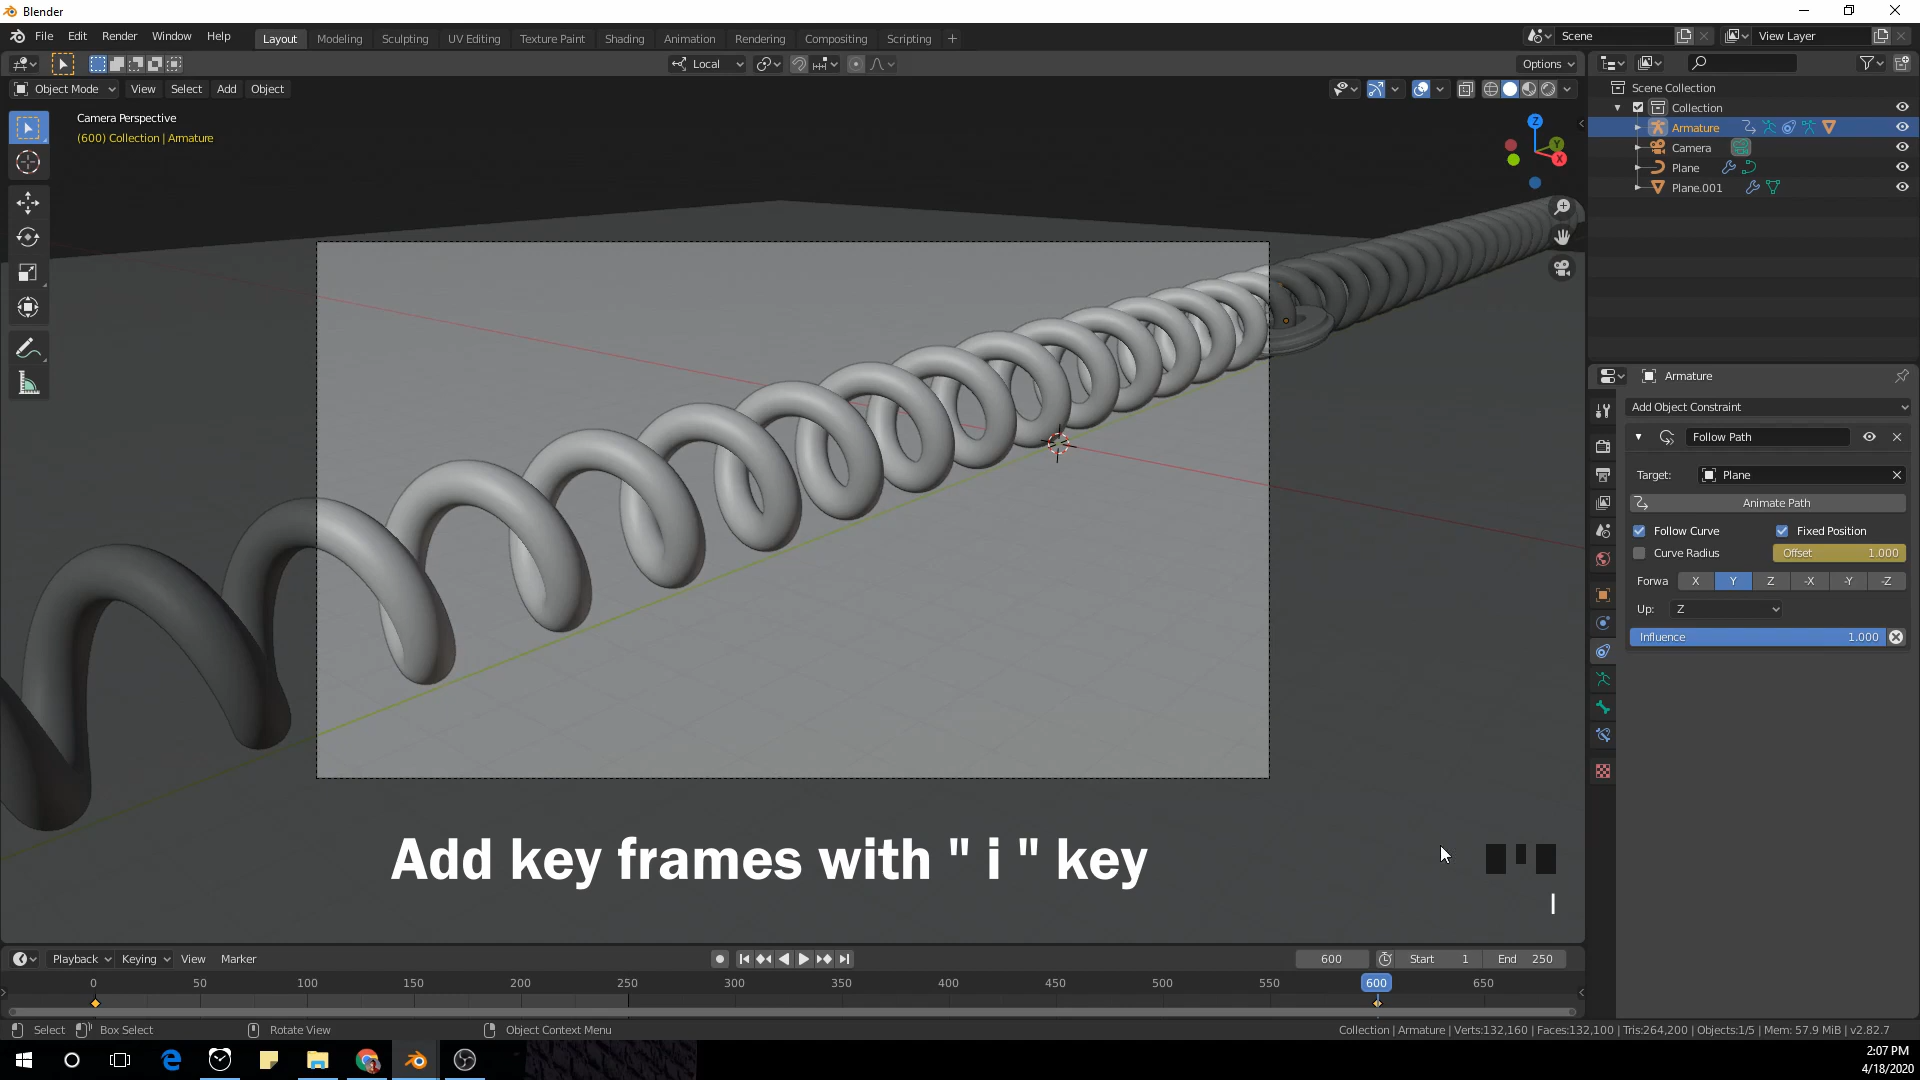 Blender
File Edit Render Window Help
Layout Modeling Sculpting UV Editing Texture Paint Shading Animation Rendering Compositing Scripting +
Scene
View Layer
Local
Options
Object Mode View Select Add Object
Camera Perspective
(600) Collection | Armature
Z
Y
X
Scene Collection
Collection
Armature
Camera
Plane
Plane.001
Armature
Add Object Constraint
Follow Path
Target: Plane
Animate Path
Follow Curve Fixed Position
Curve Radius Offset 1.000
Forwa X Y Z -X -Y -Z
Up: Z
Influence 1.000
Add key frames with " i " key
I
Playback Keying View Marker
600 Start 1 End 250
0 50 100 150 200 250 300 350 400 450 500 550 600 650
Select Box Select Rotate View Object Context Menu
Collection | Armature | Verts:132,160 | Faces:132,100 | Tris:264,200 | Objects:1/5 | Mem: 57.9 MiB | v2.82.7
2:07 PM
4/18/2020